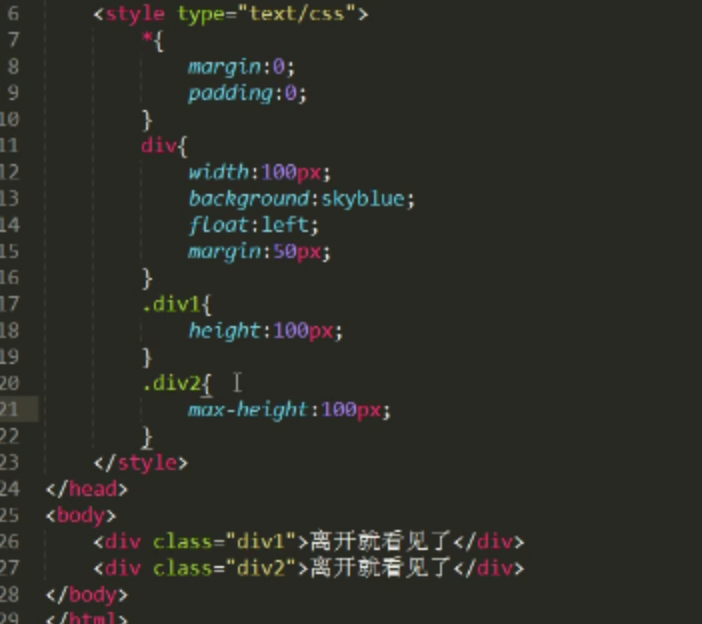 6 <style type="text/css">
7 *{
8 margin:0;
9 padding:0;
10 }
11 div{
12 width:100px;
13 background:skyblue;
14 float:left;
15 margin:50px;
16 }
17 .div1{
18 height:100px;
19 }
20 .div2{
21 max-height:100px;
22 }
23 </style>
24 </head>
25 <body>
26 <div class="div1">离开就看见了</div>
27 <div class="div2">离开就看见了</div>
28 </body>
29 </html>